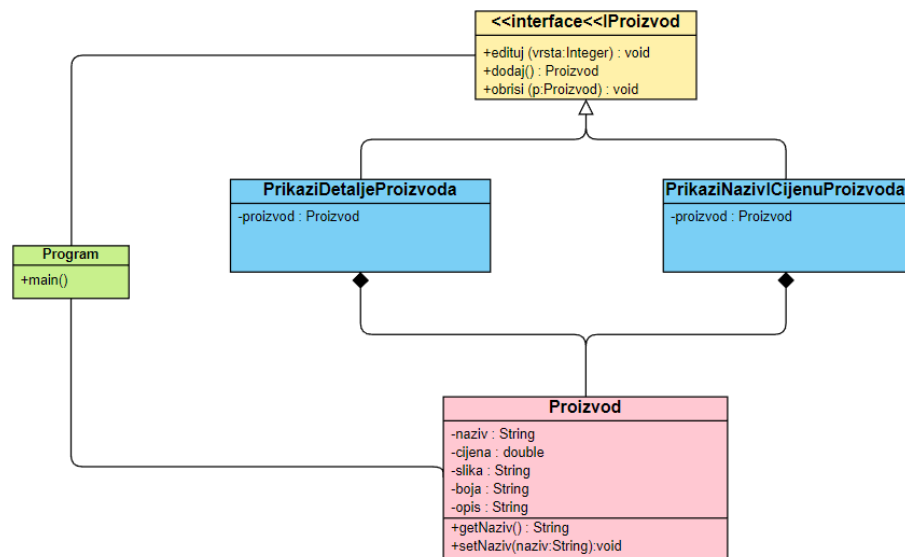 <<interface<<IProizvod
+edituj (vrsta:Integer) : void
+dodaj() : Proizvod
+obrisi (p:Proizvod) : void
PrikaziDetaljeProizvoda
-proizvod : Proizvod
PrikaziNazivICijenuProizvoda
-proizvod : Proizvod
Program
+main()
Proizvod
-naziv : String
-cijena : double
-slika : String
-boja : String
-opis : String
+getNaziv() : String
+setNaziv(naziv:String):void